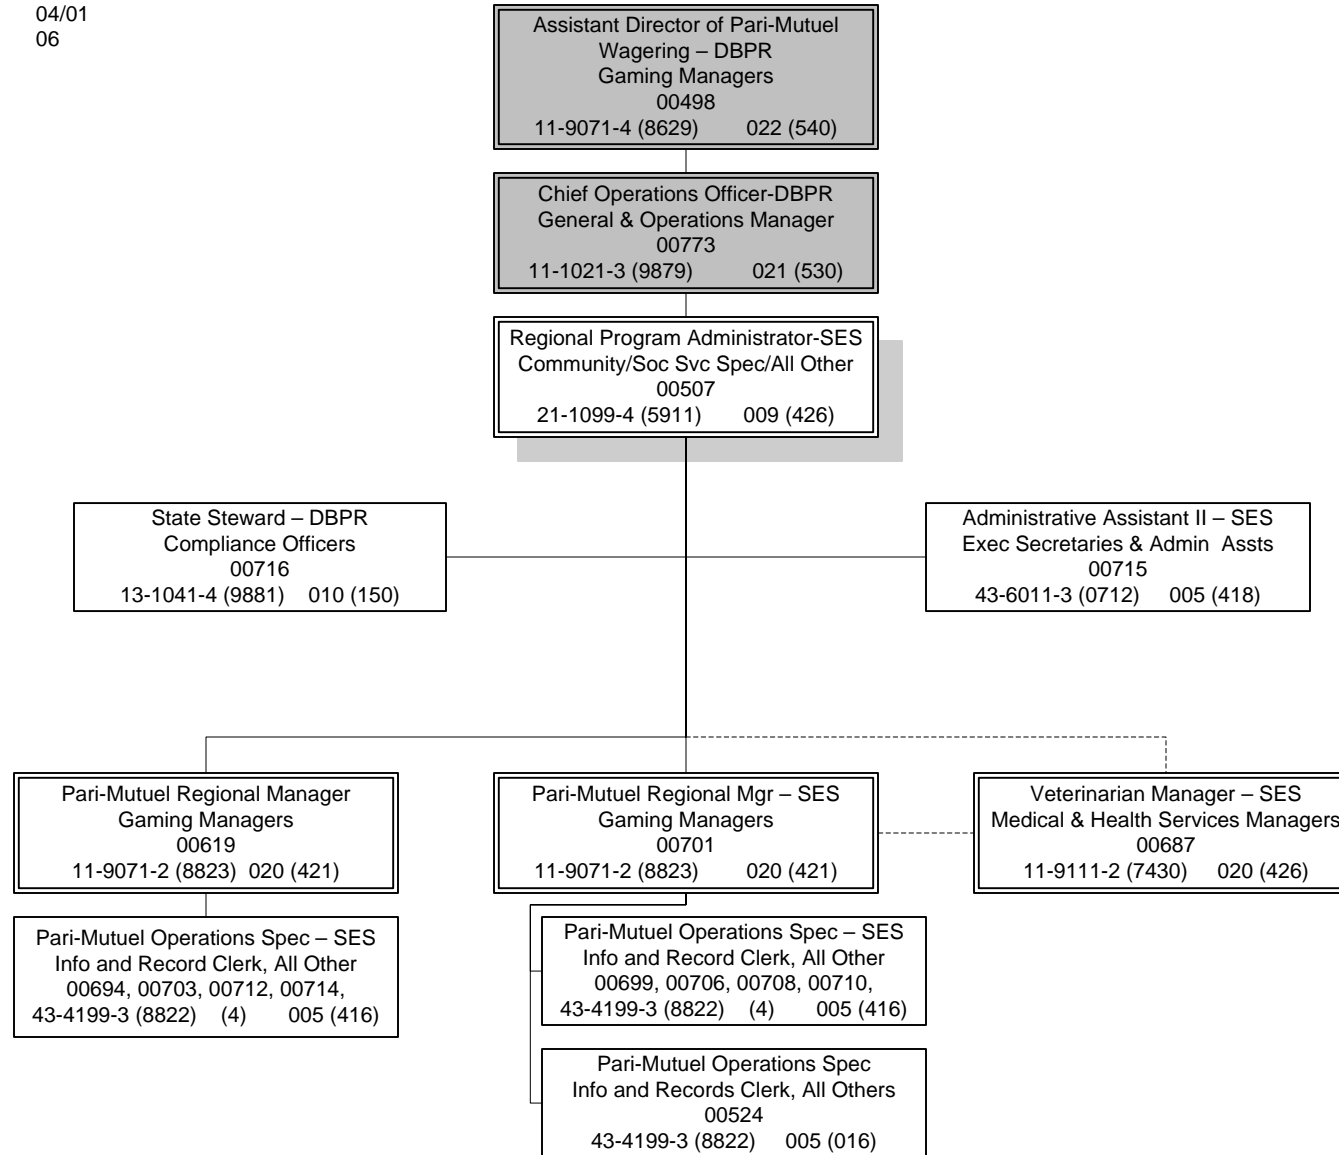 04/01
06
Assistant Director of Pari-Mutuel
Wagering – DBPR
Gaming Managers
00498
11-9071-4 (8629) 022 (540)
Chief Operations Officer-DBPR
General & Operations Manager
00773
11-1021-3 (9879) 021 (530)
Regional Program Administrator-SES
Community/Soc Svc Spec/All Other
00507
21-1099-4 (5911) 009 (426)
State Steward – DBPR
Compliance Officers
00716
13-1041-4 (9881) 010 (150)
Administrative Assistant II – SES
Exec Secretaries & Admin Assts
00715
43-6011-3 (0712) 005 (418)
Pari-Mutuel Regional Manager
Gaming Managers
00619
11-9071-2 (8823) 020 (421)
Pari-Mutuel Regional Mgr – SES
Gaming Managers
00701
11-9071-2 (8823) 020 (421)
Veterinarian Manager – SES
Medical & Health Services Managers
00687
11-9111-2 (7430) 020 (426)
Pari-Mutuel Operations Spec – SES
Info and Record Clerk, All Other
00694, 00703, 00712, 00714,
43-4199-3 (8822) (4) 005 (416)
Pari-Mutuel Operations Spec – SES
Info and Record Clerk, All Other
00699, 00706, 00708, 00710,
43-4199-3 (8822) (4) 005 (416)
Pari-Mutuel Operations Spec
Info and Records Clerk, All Others
00524
43-4199-3 (8822) 005 (016)